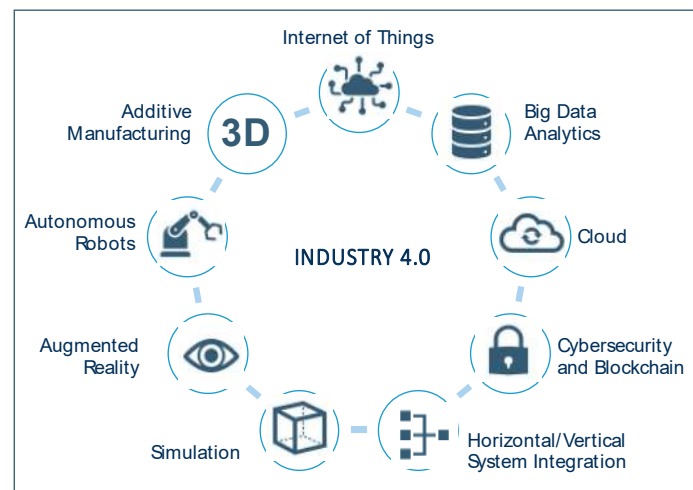 Internet of Things
Additive
Manufacturing
3D
Big Data
Analytics
Autonomous
Robots
INDUSTRY 4.0
Cloud
Augmented
Reality
Cybersecurity
and Blockchain
Simulation
Horizontal/Vertical
System Integration